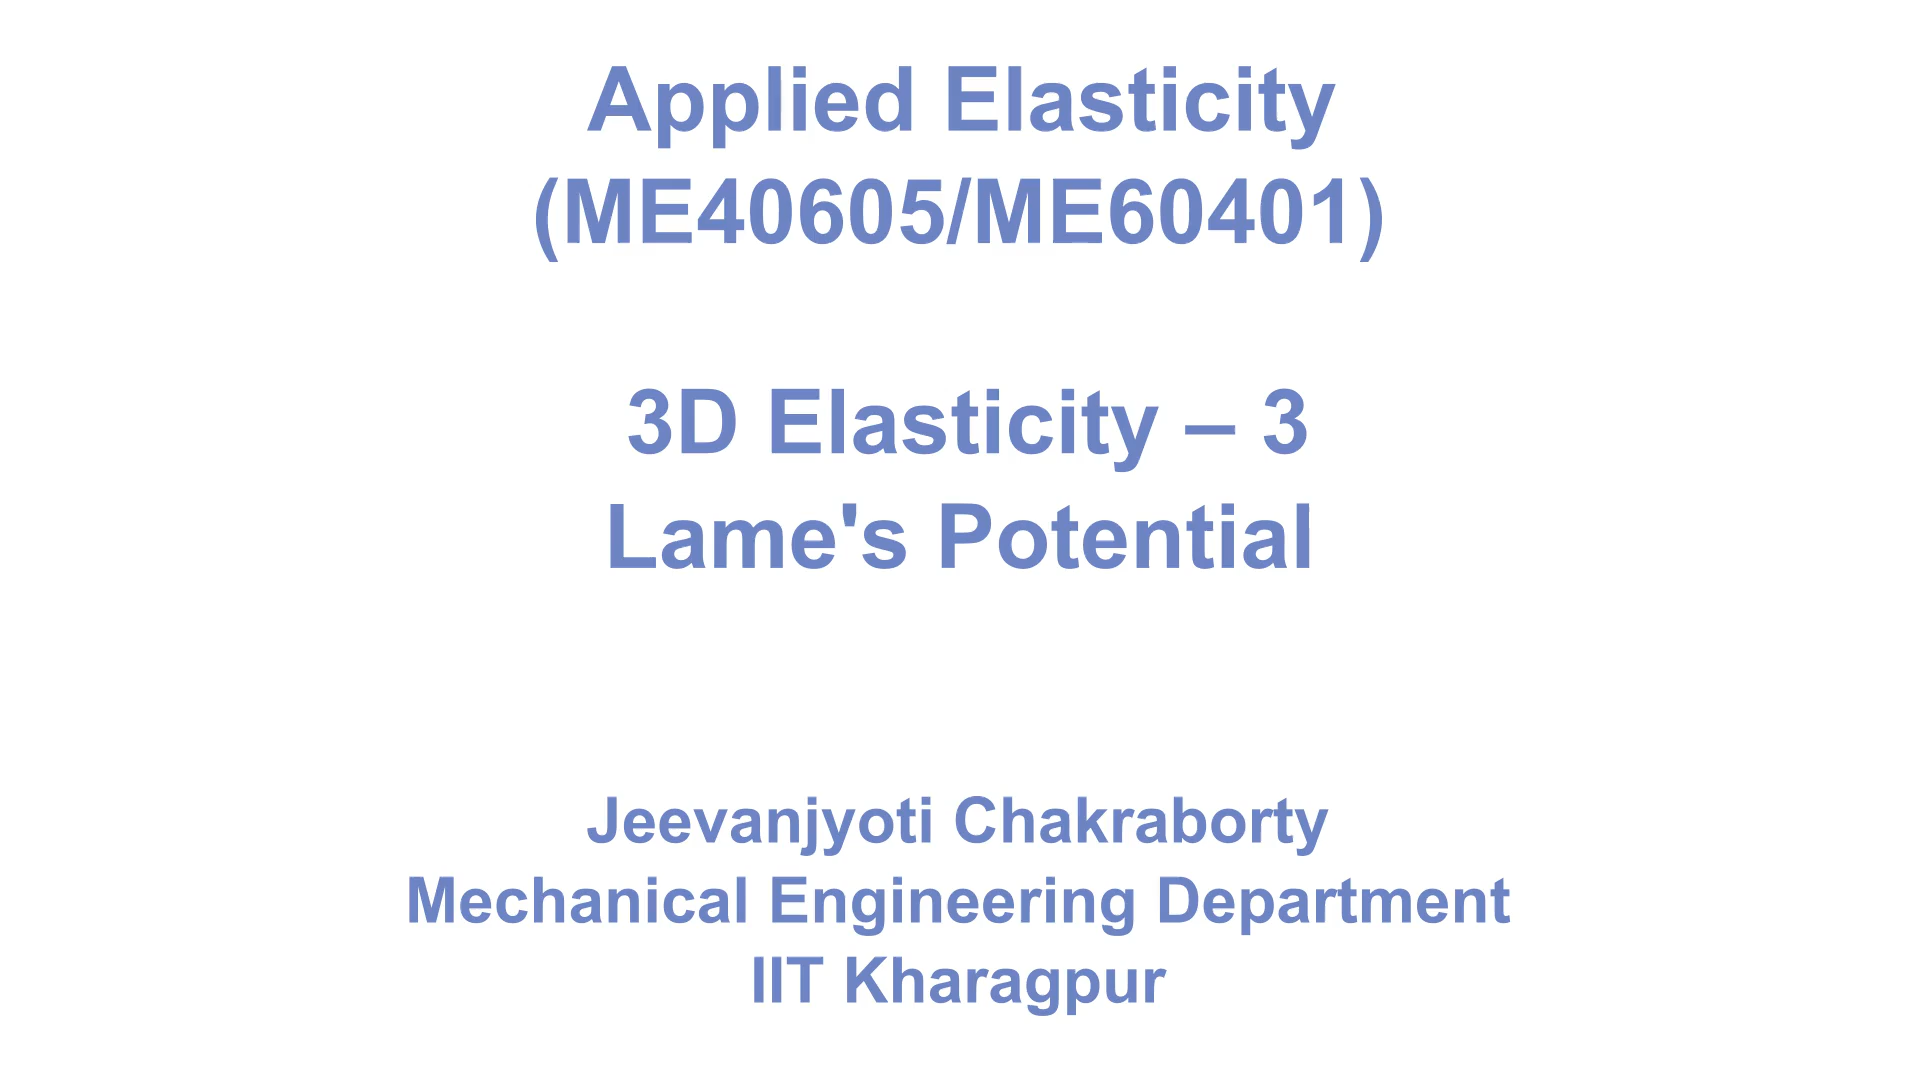 Applied Elasticity
(ME40605/ME60401)
3D Elasticity – 3
Lame's Potential
Jeevanjyoti Chakraborty
Mechanical Engineering Department
IIT Kharagpur